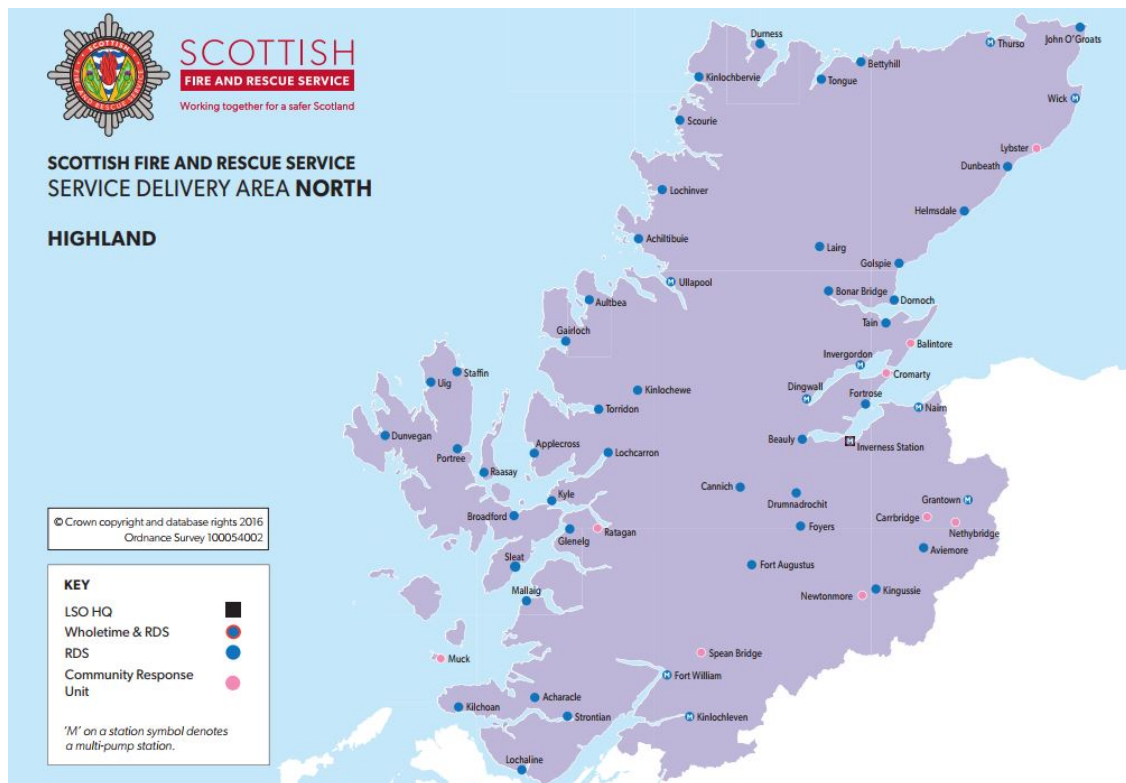 SCOTTISH
FIRE AND RESCUE SERVICE
Working together for a safer Scotland
SCOTTISH FIRE AND RESCUE SERVICE
SERVICE DELIVERY AREA NORTH
HIGHLAND
Durness
Thurso
John O'Groats
Kinlochbervie
Tongue
Bettyhill
Wick
Scourie
Lybster
Dunbeath
Lochinver
Helmsdale
Achiltibuie
Lairg
Golspie
Ullapool
Bonar Bridge
Dornoch
Aultbea
Tain
Gairloch
Balintore
Invergordon
Cromarty
Staffin
Uig
Kinlochewe
Dingwall
Fortrose
Torridon
Nairn
Dunvegan
Beauly
Inverness Station
Portree
Applecross
Lochcarron
Raasay
Cannich
Drumnadrochit
Kyle
Grantown
Broadford
Carrbridge
Nethybridge
Glenelg
Ratagan
Foyers
Aviemore
Sleat
Fort Augustus
Mallaig
Newtonmore
Kingussie
Muck
Spean Bridge
Fort William
Acharacle
Kilchoan
Strontian
Kinlochleven
Lochaline
© Crown copyright and database rights 2016
Ordnance Survey 100054002
KEY
LSO HQ
Wholetime & RDS
RDS
Community Response
Unit
'M' on a station symbol denotes
a multi-pump station.